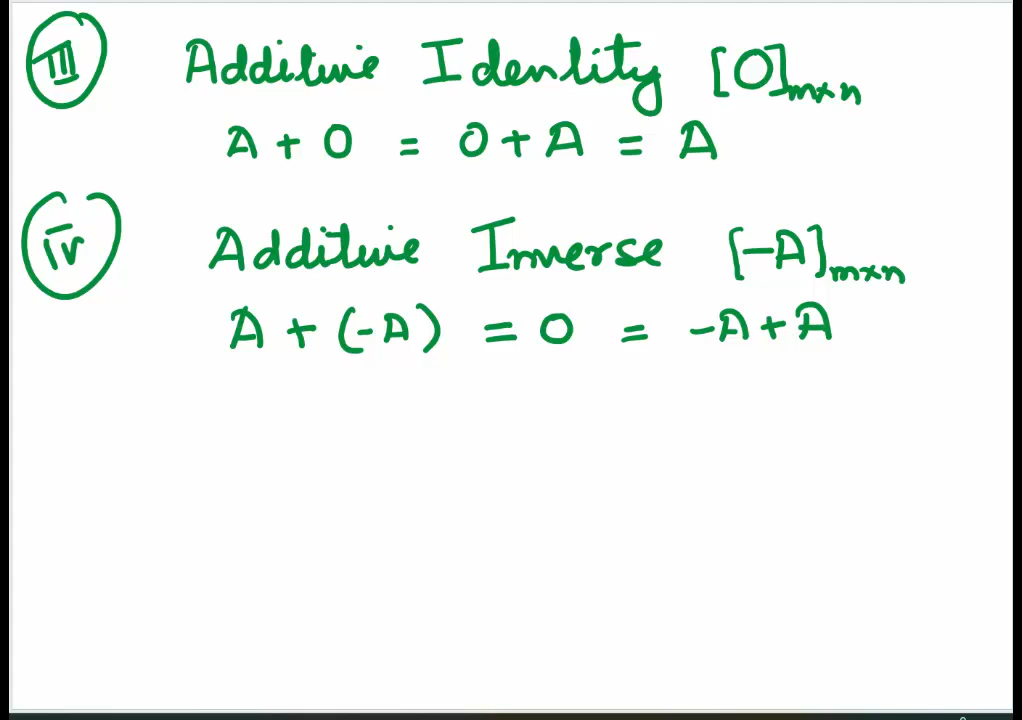 III Additive Identity [O]m×n
A + O = O + A = A
iv Additive Inverse [-A]m×n
A + (-A) = O = -A + A